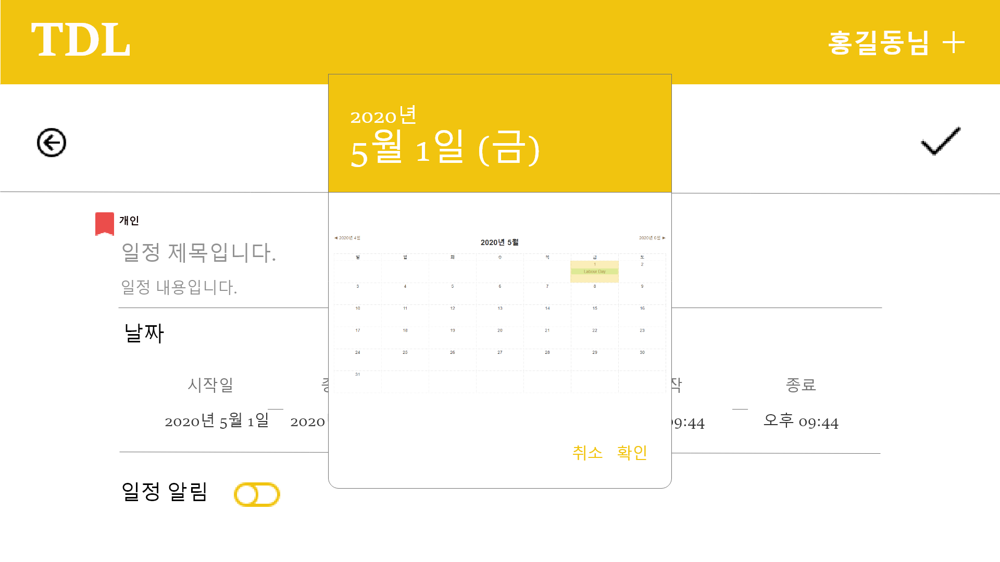 TDL
홍길동님
2020년
5월 1일 (금)
개인
일정 제목입니다.
일정 내용입니다.
◄ 2020년 4월
2020년 5월
2020년 6월 ►
일 월 화 수 목 금 토
1 2
Labour Day
3 4 5 6 7 8 9
10 11 12 13 14 15 16
17 18 19 20 21 22 23
24 25 26 27 28 29 30
31
날짜
시작일
작
종료
2020년 5월 1일
2020
9:44
오후 09:44
취소 확인
일정 알림